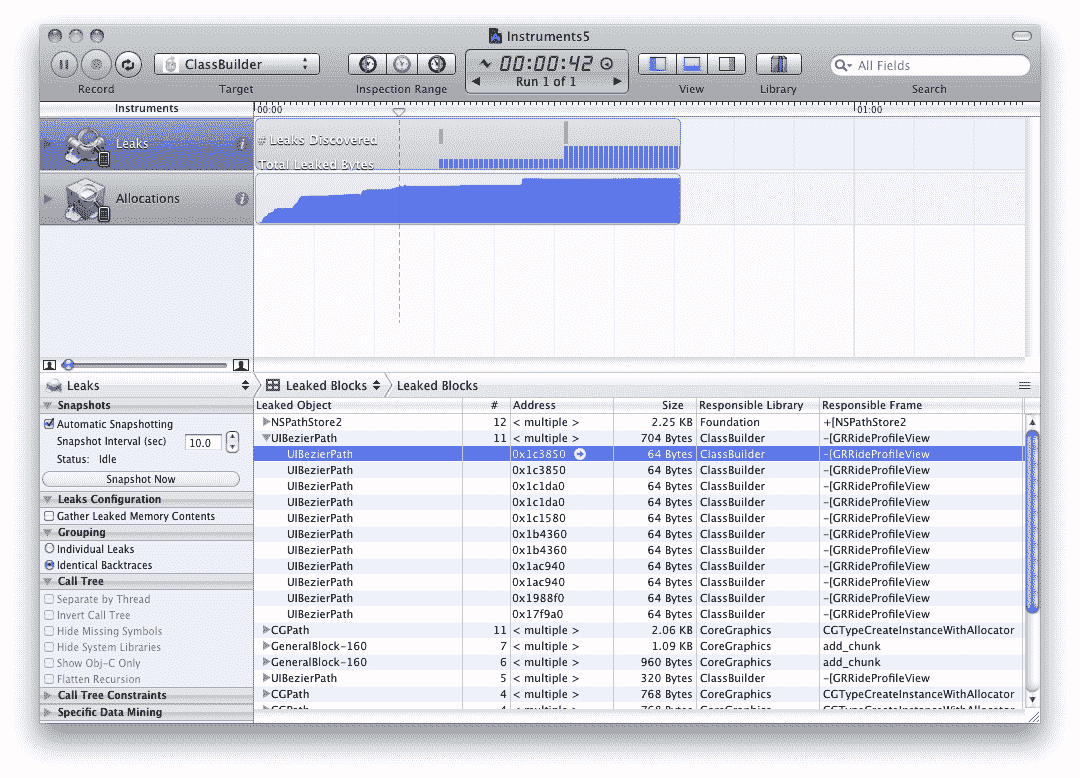 Instruments5
ClassBuilder
00:00:42
Run 1 of 1
All Fields
Record
Target
Inspection Range
View
Library
Search
Instruments
00:00
01:00
Leaks
# Leaks Discovered
Total Leaked Bytes
Allocations
Leaks
Leaked Blocks
Leaked Blocks
Snapshots
Automatic Snapshotting
Snapshot Interval (sec) 10.0
Status: Idle
Snapshot Now
Leaks Configuration
Gather Leaked Memory Contents
Grouping
Individual Leaks
Identical Backtraces
Call Tree
Separate by Thread
Invert Call Tree
Hide Missing Symbols
Hide System Libraries
Show Obj-C Only
Flatten Recursion
Call Tree Constraints
Specific Data Mining
Leaked Object # Address Size Responsible Library Responsible Frame
NSPathStore2 12 < multiple > 2.25 KB Foundation +[NSPathStore2
UIBezierPath 11 < multiple > 704 Bytes ClassBuilder -[GRRideProfileView
UIBezierPath 0x1c3850 64 Bytes ClassBuilder -[GRRideProfileView
UIBezierPath 0x1c3850 64 Bytes ClassBuilder -[GRRideProfileView
UIBezierPath 0x1c1da0 64 Bytes ClassBuilder -[GRRideProfileView
UIBezierPath 0x1c1da0 64 Bytes ClassBuilder -[GRRideProfileView
UIBezierPath 0x1c1580 64 Bytes ClassBuilder -[GRRideProfileView
UIBezierPath 0x1b4360 64 Bytes ClassBuilder -[GRRideProfileView
UIBezierPath 0x1b4360 64 Bytes ClassBuilder -[GRRideProfileView
UIBezierPath 0x1ac940 64 Bytes ClassBuilder -[GRRideProfileView
UIBezierPath 0x1ac940 64 Bytes ClassBuilder -[GRRideProfileView
UIBezierPath 0x1988f0 64 Bytes ClassBuilder -[GRRideProfileView
UIBezierPath 0x17f9a0 64 Bytes ClassBuilder -[GRRideProfileView
CGPath 11 < multiple > 2.06 KB CoreGraphics CGTypeCreateInstanceWithAllocator
GeneralBlock-160 7 < multiple > 1.09 KB CoreGraphics add_chunk
GeneralBlock-160 6 < multiple > 960 Bytes CoreGraphics add_chunk
UIBezierPath 5 < multiple > 320 Bytes ClassBuilder -[GRRideProfileView
CGPath 4 < multiple > 768 Bytes CoreGraphics CGTypeCreateInstanceWithAllocator
CGPath 4 < multiple > 768 Bytes CoreGraphics CGTypeCreateInstanceWithAllocator